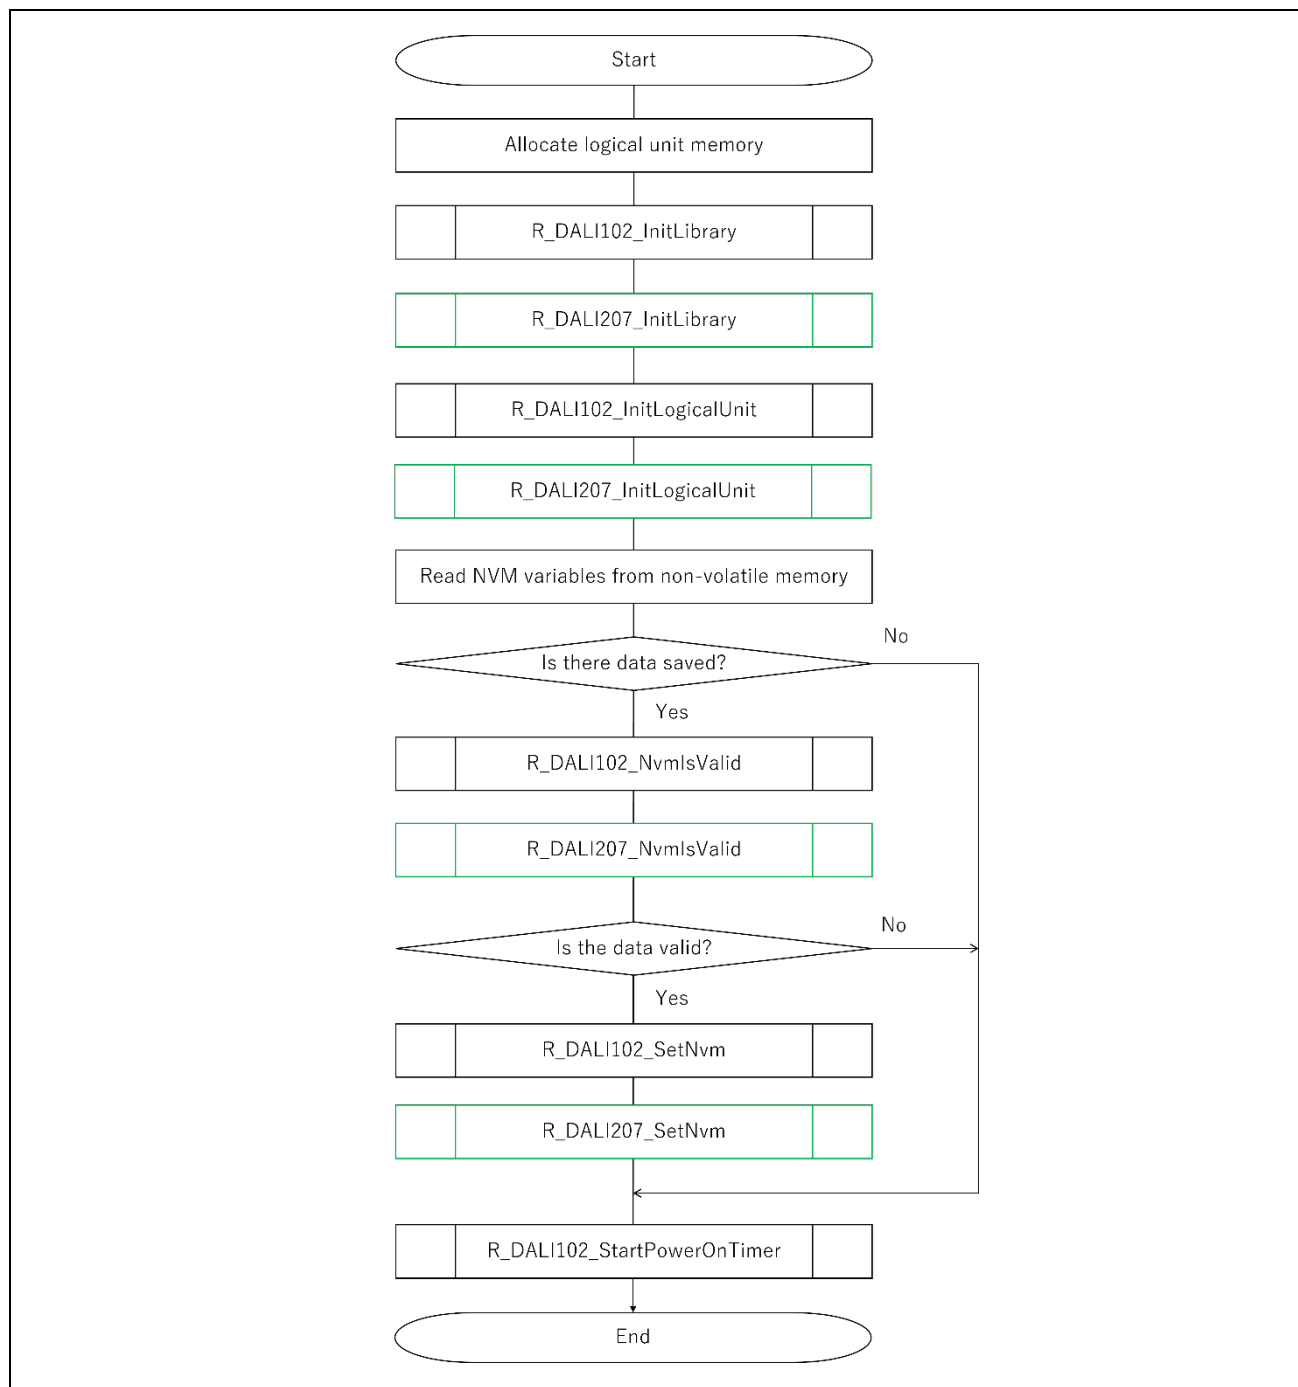 Start
Allocate logical unit memory
R_DALI102_InitLibrary
R_DALI207_InitLibrary
R_DALI102_InitLogicalUnit
R_DALI207_InitLogicalUnit
Read NVM variables from non-volatile memory
No
Is there data saved?
Yes
R_DALI102_NvmIsValid
R_DALI207_NvmIsValid
No
Is the data valid?
Yes
R_DALI102_SetNvm
R_DALI207_SetNvm
R_DALI102_StartPowerOnTimer
End